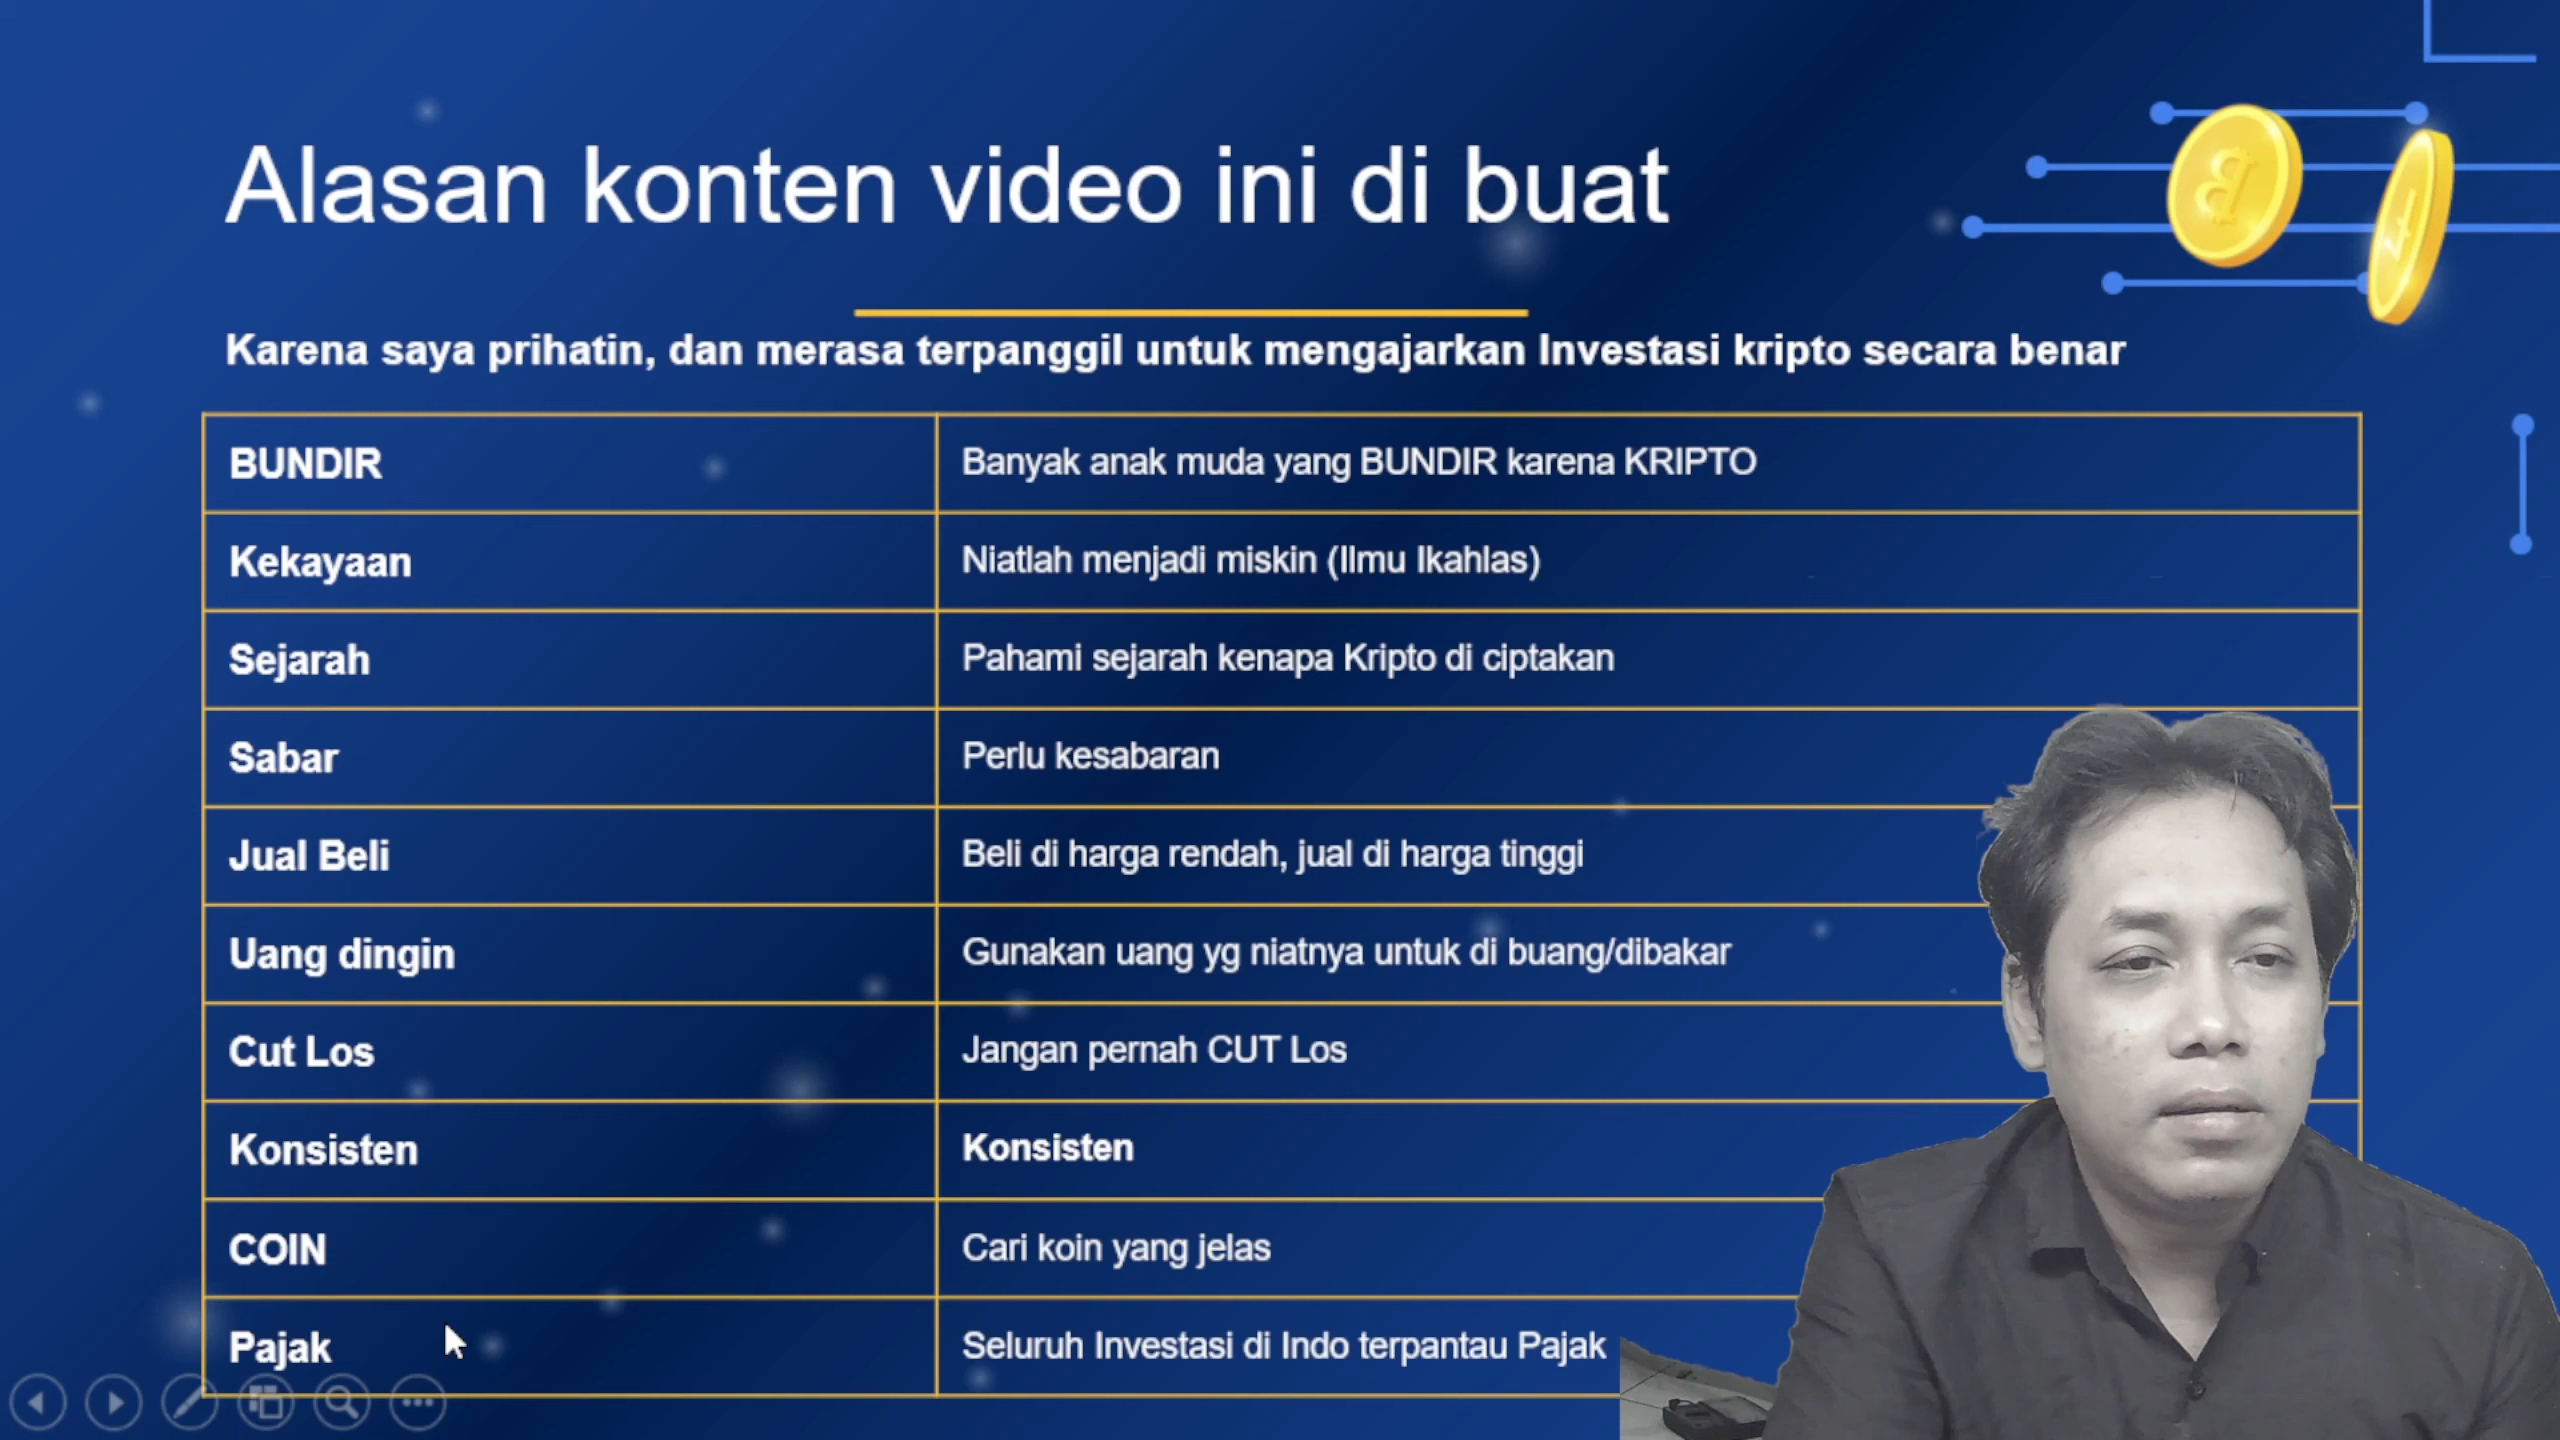 Alasan konten video ini di buat
Karena saya prihatin, dan merasa terpanggil untuk mengajarkan Investasi kripto secara benar
BUNDIR Banyak anak muda yang BUNDIR karena KRIPTO
Kekayaan Niatlah menjadi miskin (Ilmu Ikahlas)
Sejarah Pahami sejarah kenapa Kripto di ciptakan
Sabar Perlu kesabaran
Jual Beli Beli di harga rendah, jual di harga tinggi
Uang dingin Gunakan uang yg niatnya untuk di buang/dibakar
Cut Los Jangan pernah CUT Los
Konsisten Konsisten
COIN Cari koin yang jelas
Pajak Seluruh Investasi di Indo terpantau Pajak